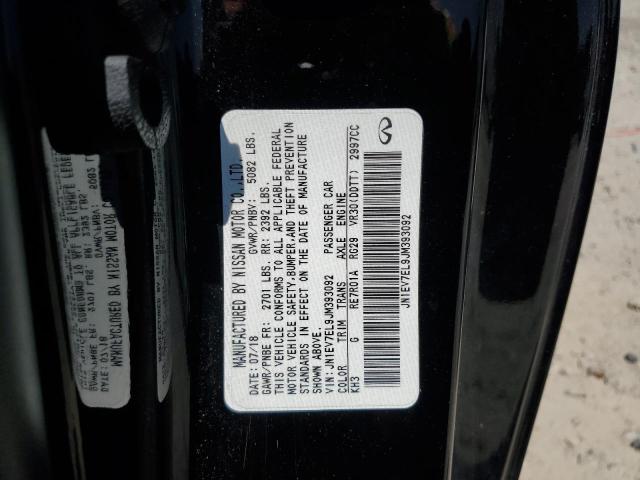 MANUFACTURED BY NISSAN MOTOR CO.,LTD.
DATE: 07/18 GVWR/PNBV: 5082 LBS.
GAWR/PNBE FR: 2701 LBS. RR: 2392 LBS.
THIS VEHICLE CONFORMS TO ALL APPLICABLE FEDERAL
MOTOR VEHICLE SAFETY,BUMPER,AND THEFT PREVENTION
STANDARDS IN EFFECT ON THE DATE OF MANUFACTURE
SHOWN ABOVE.
VIN: JN1EV7EL9JM393092 PASSENGER CAR
COLOR TRIM TRANS AXLE ENGINE
KH3 G RE7R01A RG29 VR30(DDTT) 2997CC
JN1EV7EL9JM393092